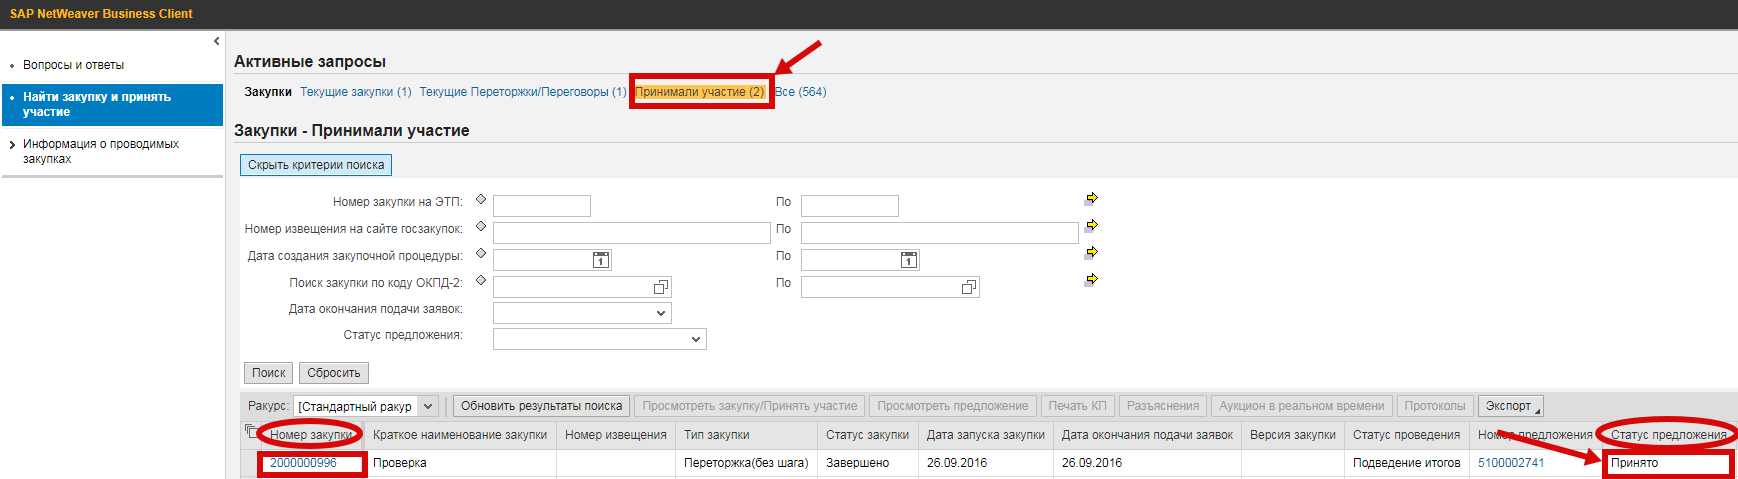 SAP NetWeaver Business Client
Вопросы и ответы
Найти закупку и принять
участие
Информация о проводимых
закупках
Активные запросы
Закупки Текущие закупки (1) Текущие Переторжки/Переговоры (1) Принимали участие (2) Все (564)
Закупки - Принимали участие
Скрыть критерии поиска
Номер закупки на ЭТП: По
Номер извещения на сайте госзакупок: По
Дата создания закупочной процедуры: 1 По 1
Поиск закупки по коду ОКПД-2: По
Дата окончания подачи заявок:
Статус предложения:
Поиск Сбросить
Ракурс: [Стандартный ракур Обновить результаты поиска Просмотреть закупку/Принять участие Просмотреть предложение Печать КП Разъяснения Аукцион в реальном времени Протоколы Экспорт
Номер закупки Краткое наименование закупки Номер извещения Тип закупки Статус закупки Дата запуска закупки Дата окончания подачи заявок Версия закупки Статус проведения Номер предложения Статус предложения
2000000996 Проверка Переторжка(без шага) Завершено 26.09.2016 26.09.2016 Подведение итогов 5100002741 Принято